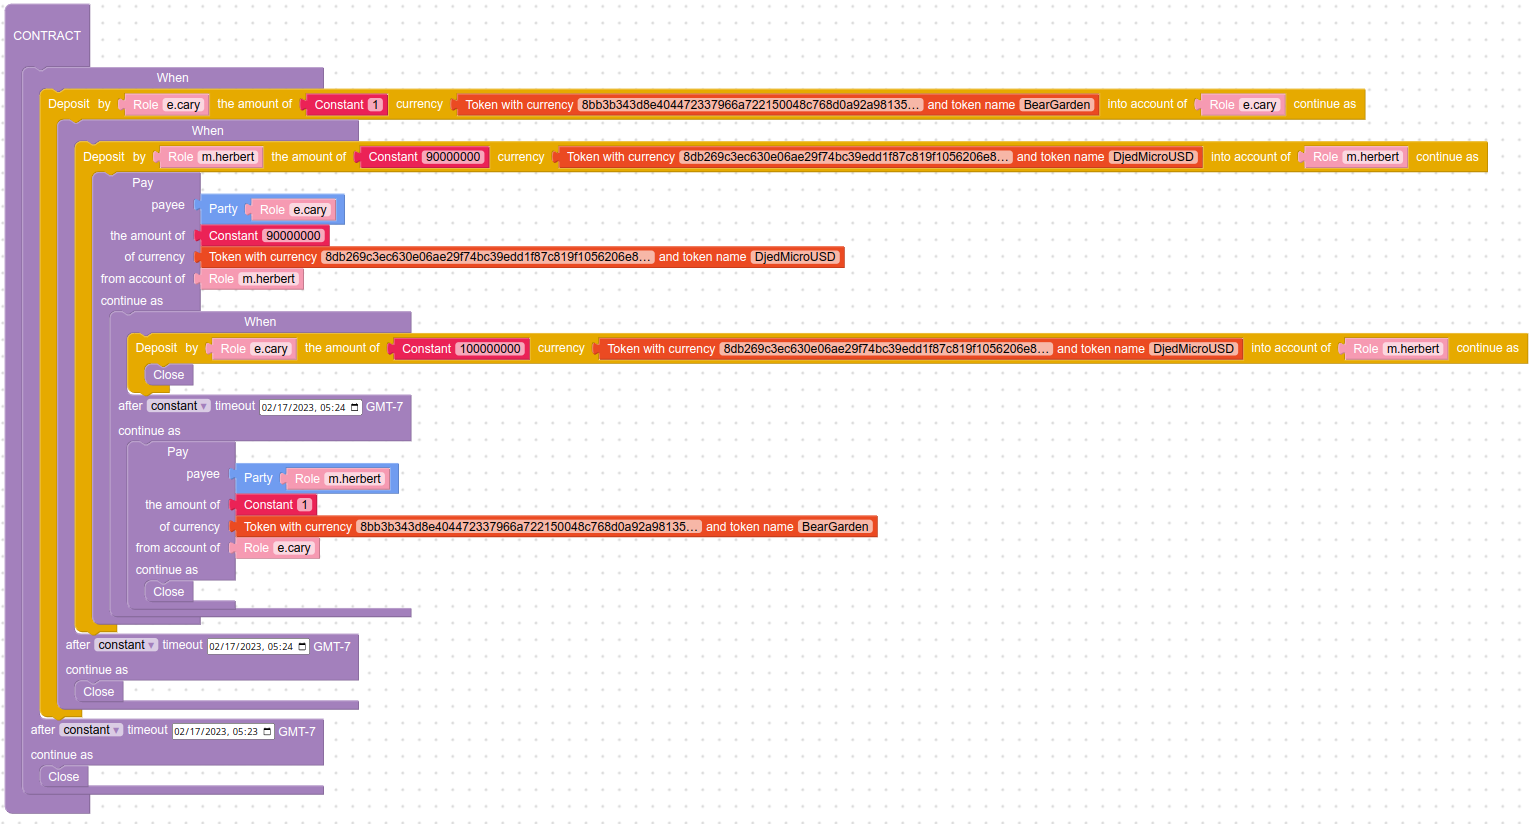 CONTRACT
When
Deposit by Role e.cary the amount of Constant 1 currency Token with currency 8bb3b343d8e404472337966a722150048c768d0a92a98135... and token name BearGarden into account of Role e.cary continue as
When
Deposit by Role m.herbert the amount of Constant 90000000 currency Token with currency 8db269c3ec630e06ae29f74bc39edd1f87c819f1056206e8... and token name DjedMicroUSD into account of Role m.herbert continue as
Pay
payee Party Role e.cary
the amount of Constant 90000000
of currency Token with currency 8db269c3ec630e06ae29f74bc39edd1f87c819f1056206e8... and token name DjedMicroUSD
from account of Role m.herbert
continue as
When
Deposit by Role e.cary the amount of Constant 100000000 currency Token with currency 8db269c3ec630e06ae29f74bc39edd1f87c819f1056206e8... and token name DjedMicroUSD into account of Role m.herbert continue as
Close
after constant timeout 02/17/2023, 05:24 GMT-7
continue as
Pay
payee Party Role m.herbert
the amount of Constant 1
of currency Token with currency 8bb3b343d8e404472337966a722150048c768d0a92a98135... and token name BearGarden
from account of Role e.cary
continue as
Close
after constant timeout 02/17/2023, 05:24 GMT-7
continue as
Close
after constant timeout 02/17/2023, 05:23 GMT-7
continue as
Close